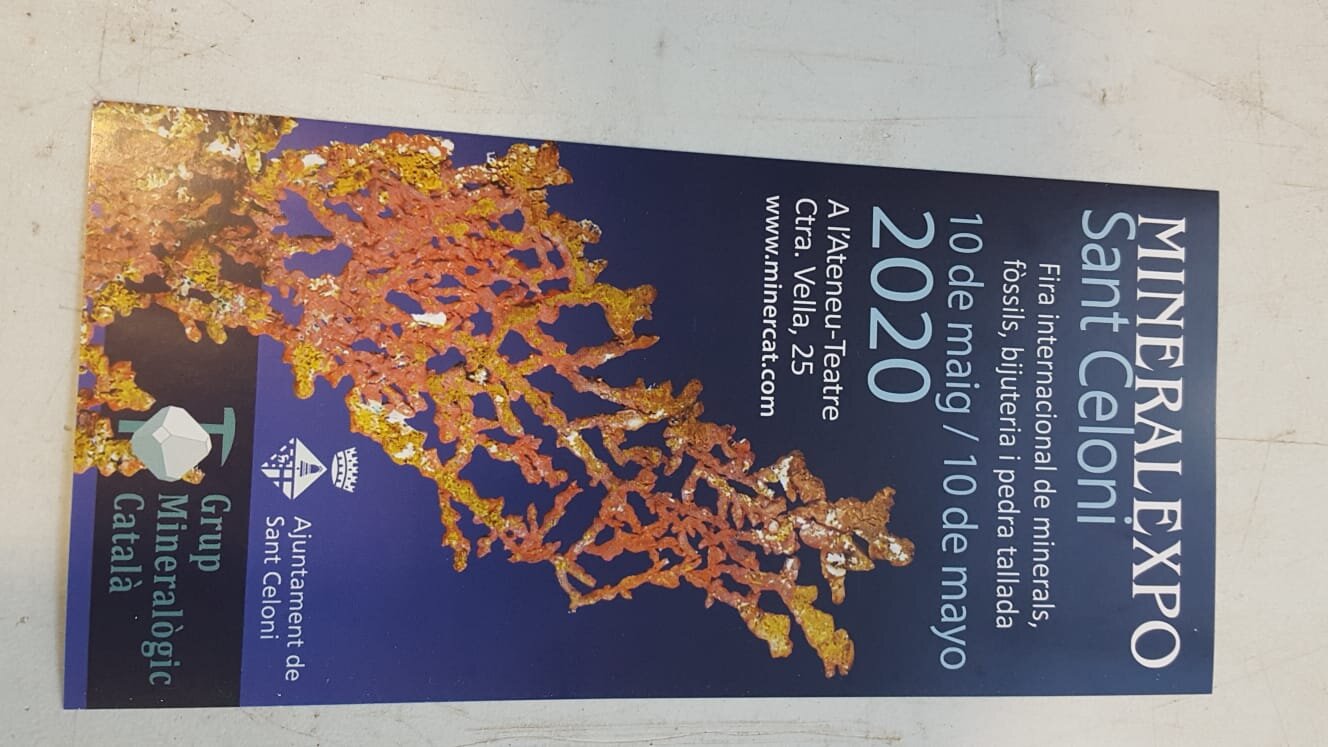 MINERALEXPO
Sant Celoni
Fira internacional de minerals,
fòssils, bijuteria i pedra tallada
10 de maig / 10 de mayo
2020
A l'Ateneu-Teatre
Ctra. Vella, 25
www.minercat.com
Ajuntament de
Sant Celoni
Grup
Mineralògic
Català